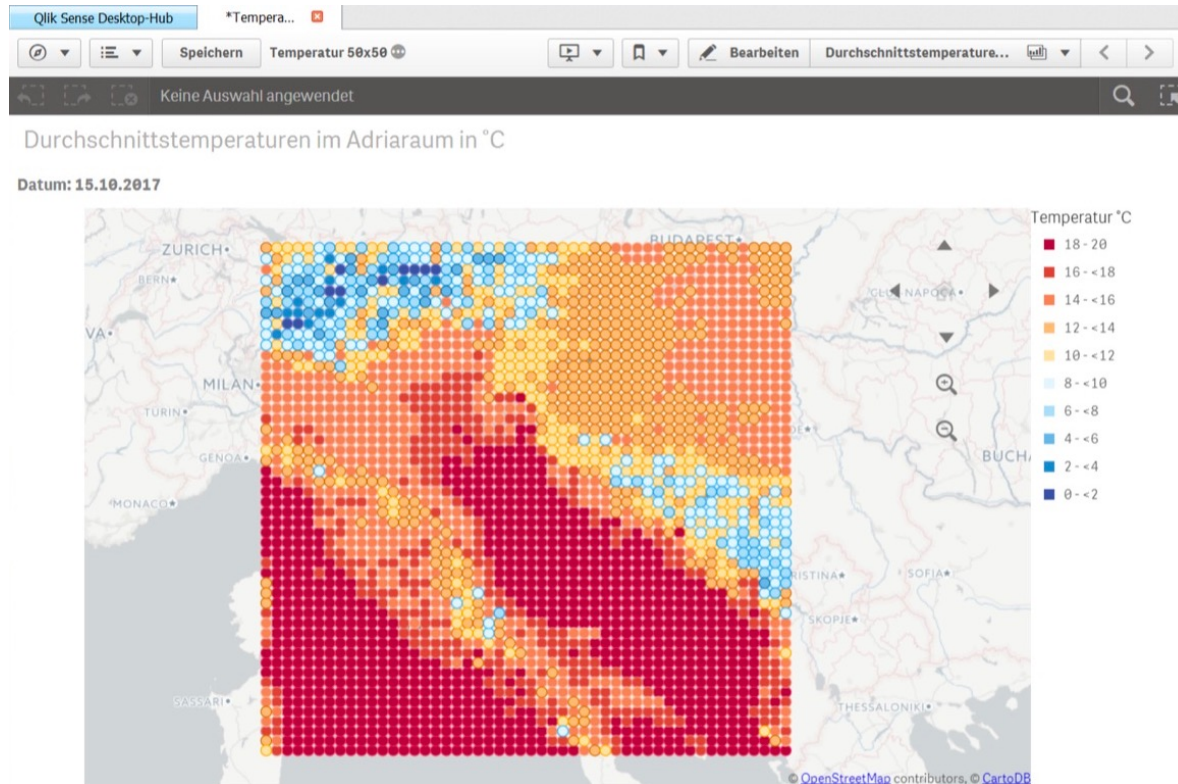 Qlik Sense Desktop-Hub
*Tempera...
Speichern
Temperatur 50x50
Bearbeiten
Durchschnittstemperature...
Keine Auswahl angewendet
Durchschnittstemperaturen im Adriaraum in °C
Datum: 15.10.2017
Temperatur °C
18 - 20
16 - <18
14 - <16
12 - <14
10 - <12
8 - <10
6 - <8
4 - <6
2 - <4
0 - <2
ZURICH
BUDAPEST
BERN
NAPOCA
VA
MILAN
TURIN
GENOA
BUCH
MONACO
RISTINA
SOFIA
SKOPJE
SASSARI
THESSALONIKI
© OpenStreetMap contributors, © CartoDB